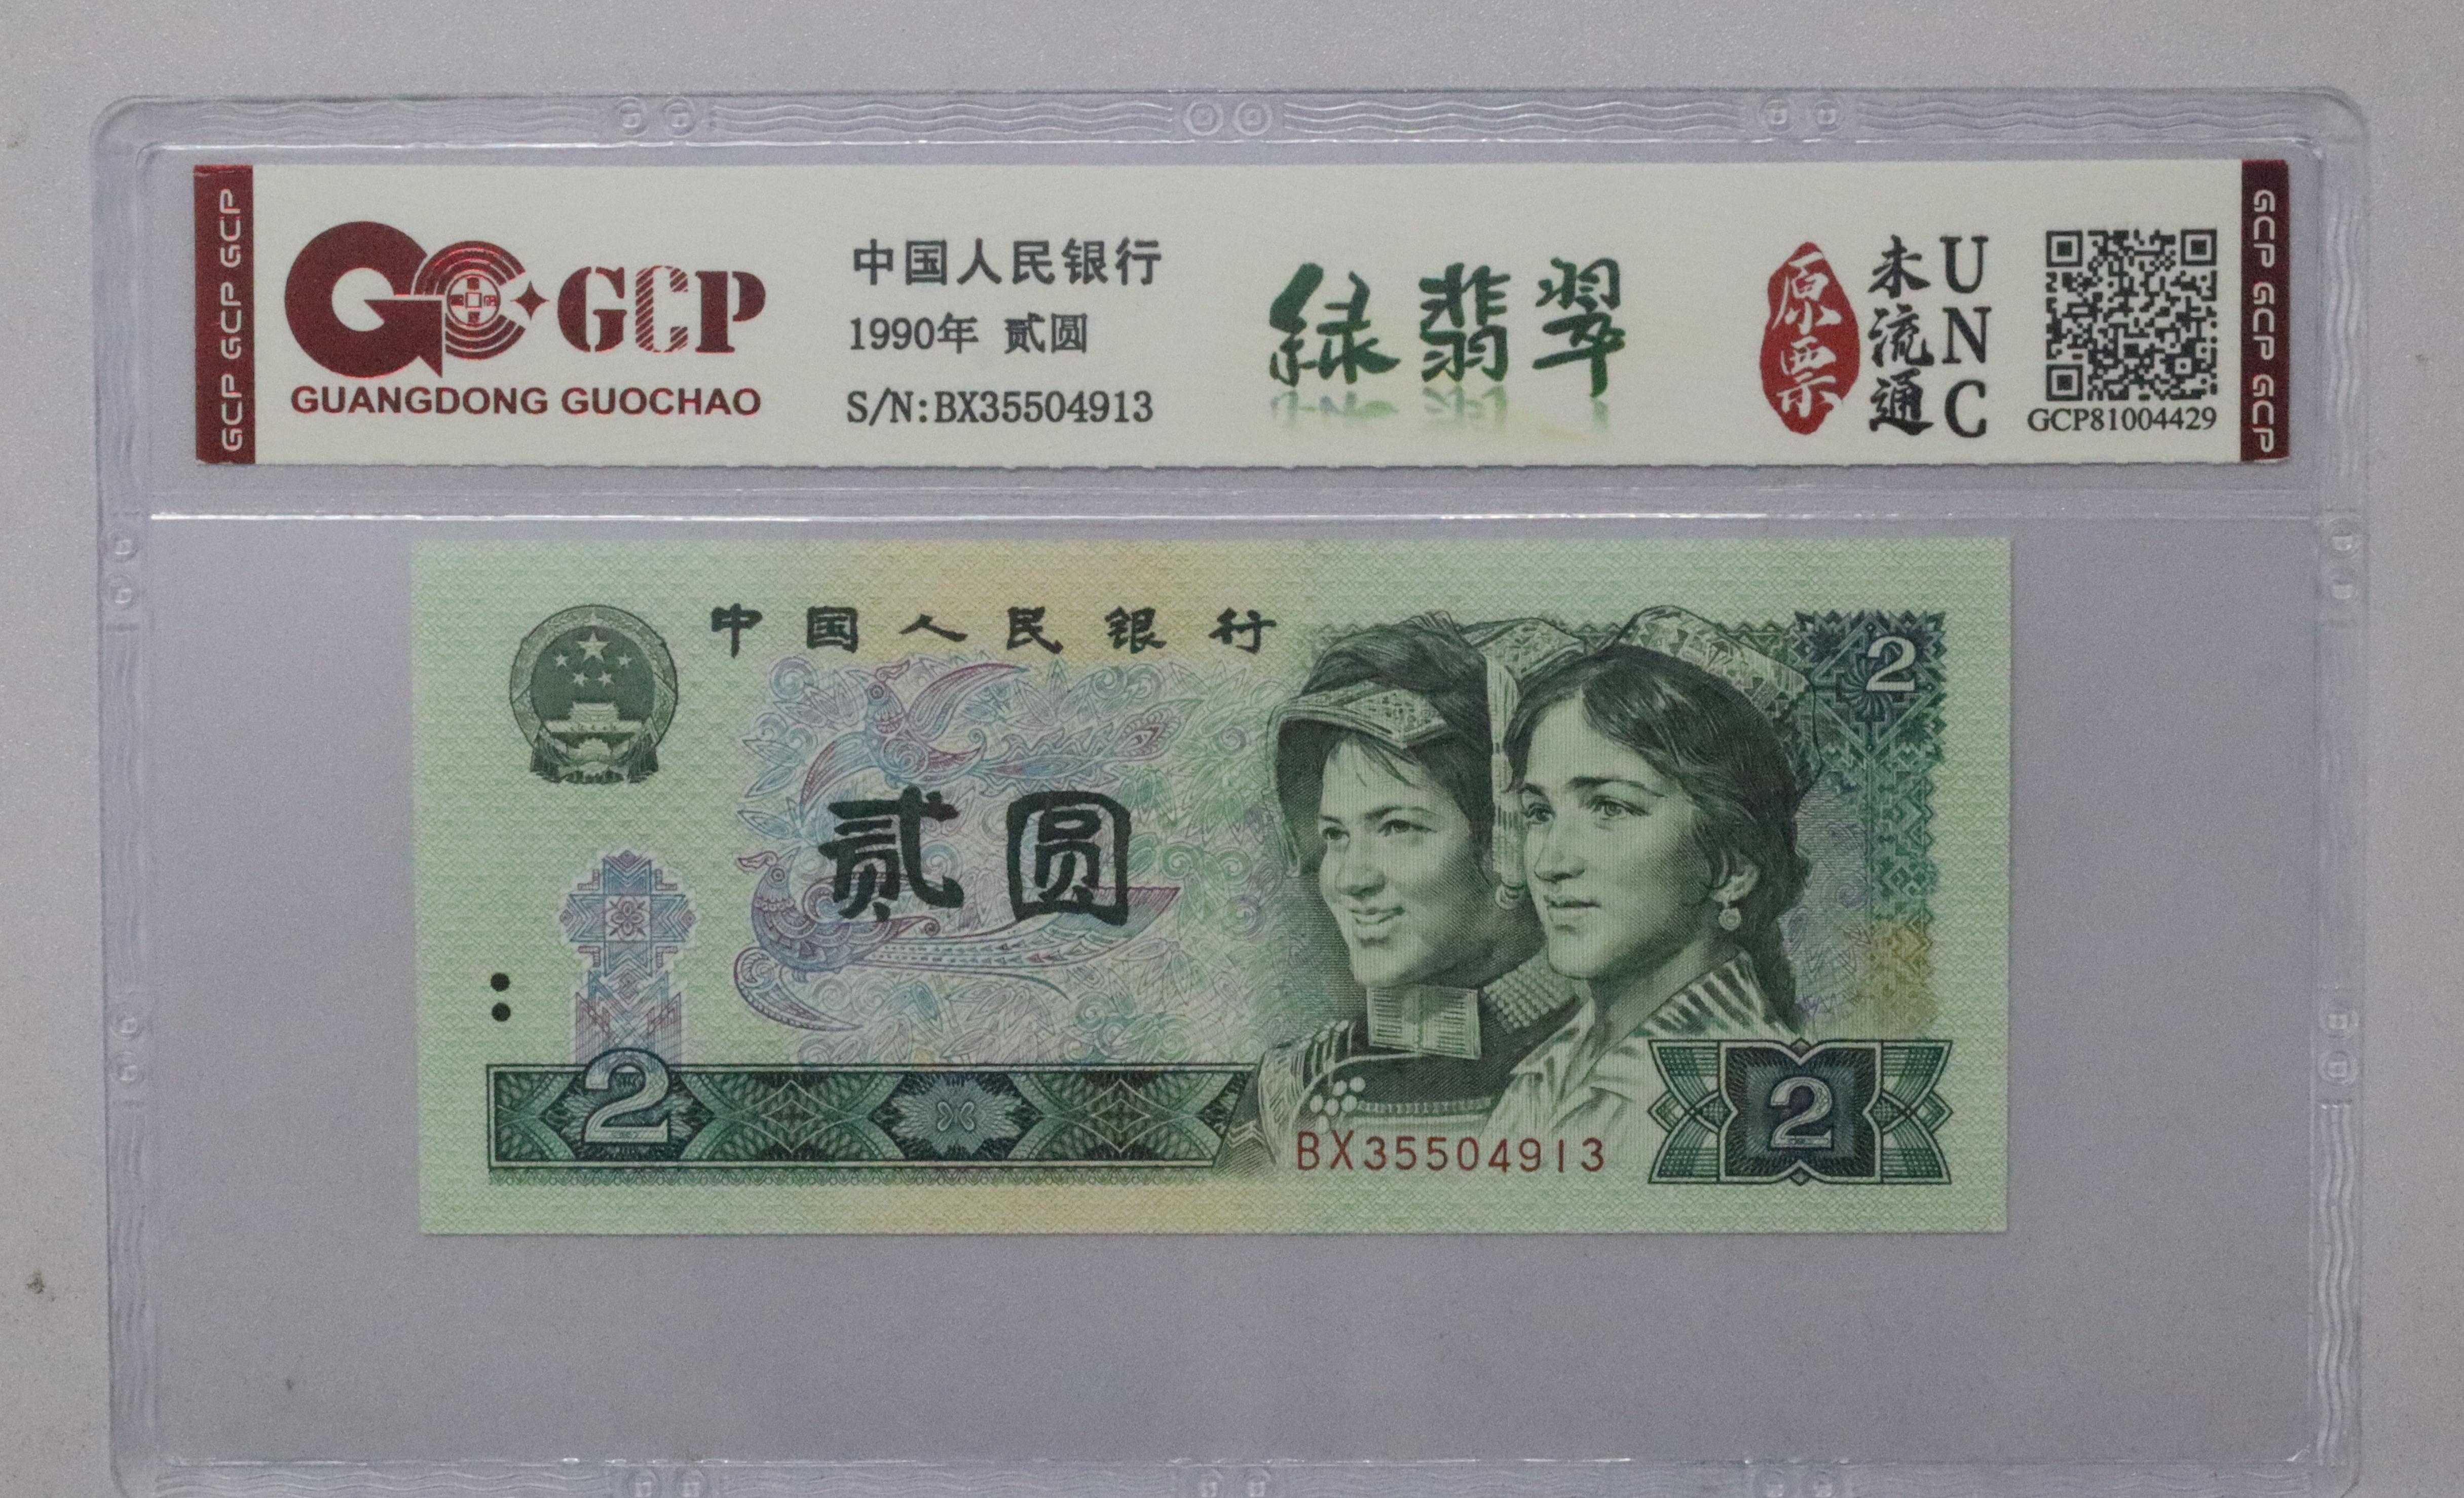 GCP GCP GCP
GCP
GUANGDONG GUOCHAO
中国人民银行
1990年 贰圆
S/N:BX35504913
绿翡翠
原票
未流通
UNC
GCP81004429
GCP GCP GCP
中国人民银行
2
贰圆
2
BX35504913
2